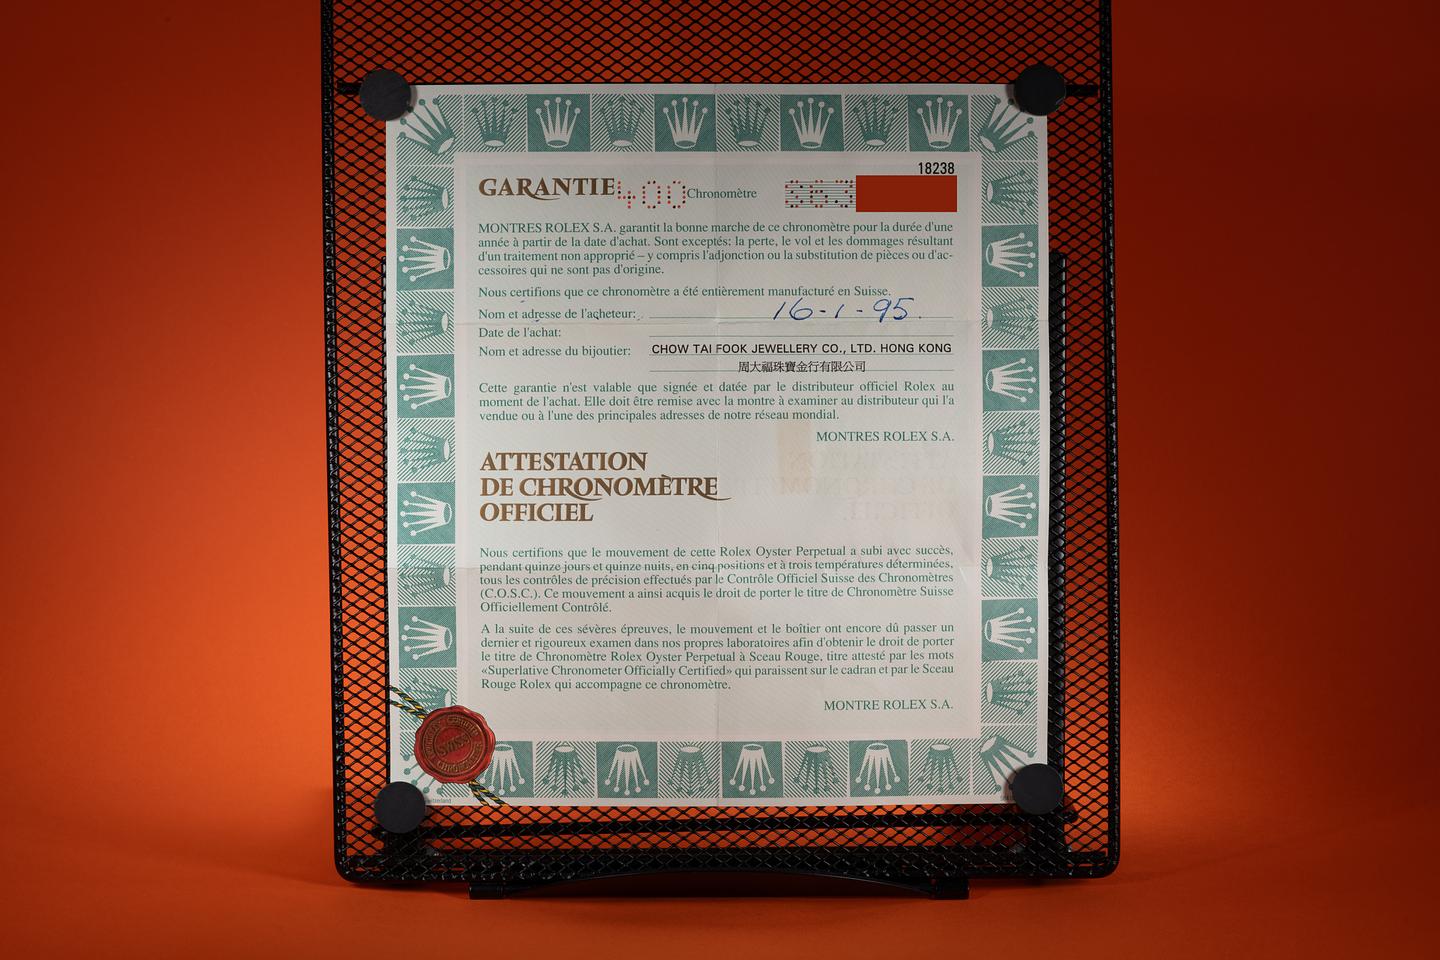 18238
GARANTIE 400 Chronomètre
MONTRES ROLEX S.A. garantit la bonne marche de ce chronomètre pour la durée d'une
année à partir de la date d'achat. Sont exceptés: la perte, le vol et les dommages résultant
d'un traitement non approprié – y compris l'adjonction ou la substitution de pièces ou d'ac-
cessoires qui ne sont pas d'origine.
Nous certifions que ce chronomètre a été entièrement manufacturé en Suisse.
Nom et adresse de l'acheteur: 16-1-95.
Date de l'achat:
Nom et adresse du bijoutier: CHOW TAI FOOK JEWELLERY CO., LTD. HONG KONG
周大福珠寶金行有限公司
Cette garantie n'est valable que signée et datée par le distributeur officiel Rolex au
moment de l'achat. Elle doit être remise avec la montre à examiner au distributeur qui l'a
vendue ou à l'une des principales adresses de notre réseau mondial.
MONTRES ROLEX S.A.
ATTESTATION
DE CHRONOMÈTRE
OFFICIEL
Nous certifions que le mouvement de cette Rolex Oyster Perpetual a subi avec succès,
pendant quinze jours et quinze nuits, en cinq positions et à trois températures déterminées,
tous les contrôles de précision effectués par le Contrôle Officiel Suisse des Chronomètres
(C.O.S.C.). Ce mouvement a ainsi acquis le droit de porter le titre de Chronomètre Suisse
Officiellement Contrôlé.
A la suite de ces sévères épreuves, le mouvement et le boîtier ont encore dû passer un
dernier et rigoureux examen dans nos propres laboratoires afin d'obtenir le droit de porter
le titre de Chronomètre Rolex Oyster Perpetual à Sceau Rouge, titre attesté par les mots
«Superlative Chronometer Officially Certified» qui paraissent sur le cadran et par le Sceau
Rouge Rolex qui accompagne ce chronomètre.
MONTRE ROLEX S.A.
SWISS